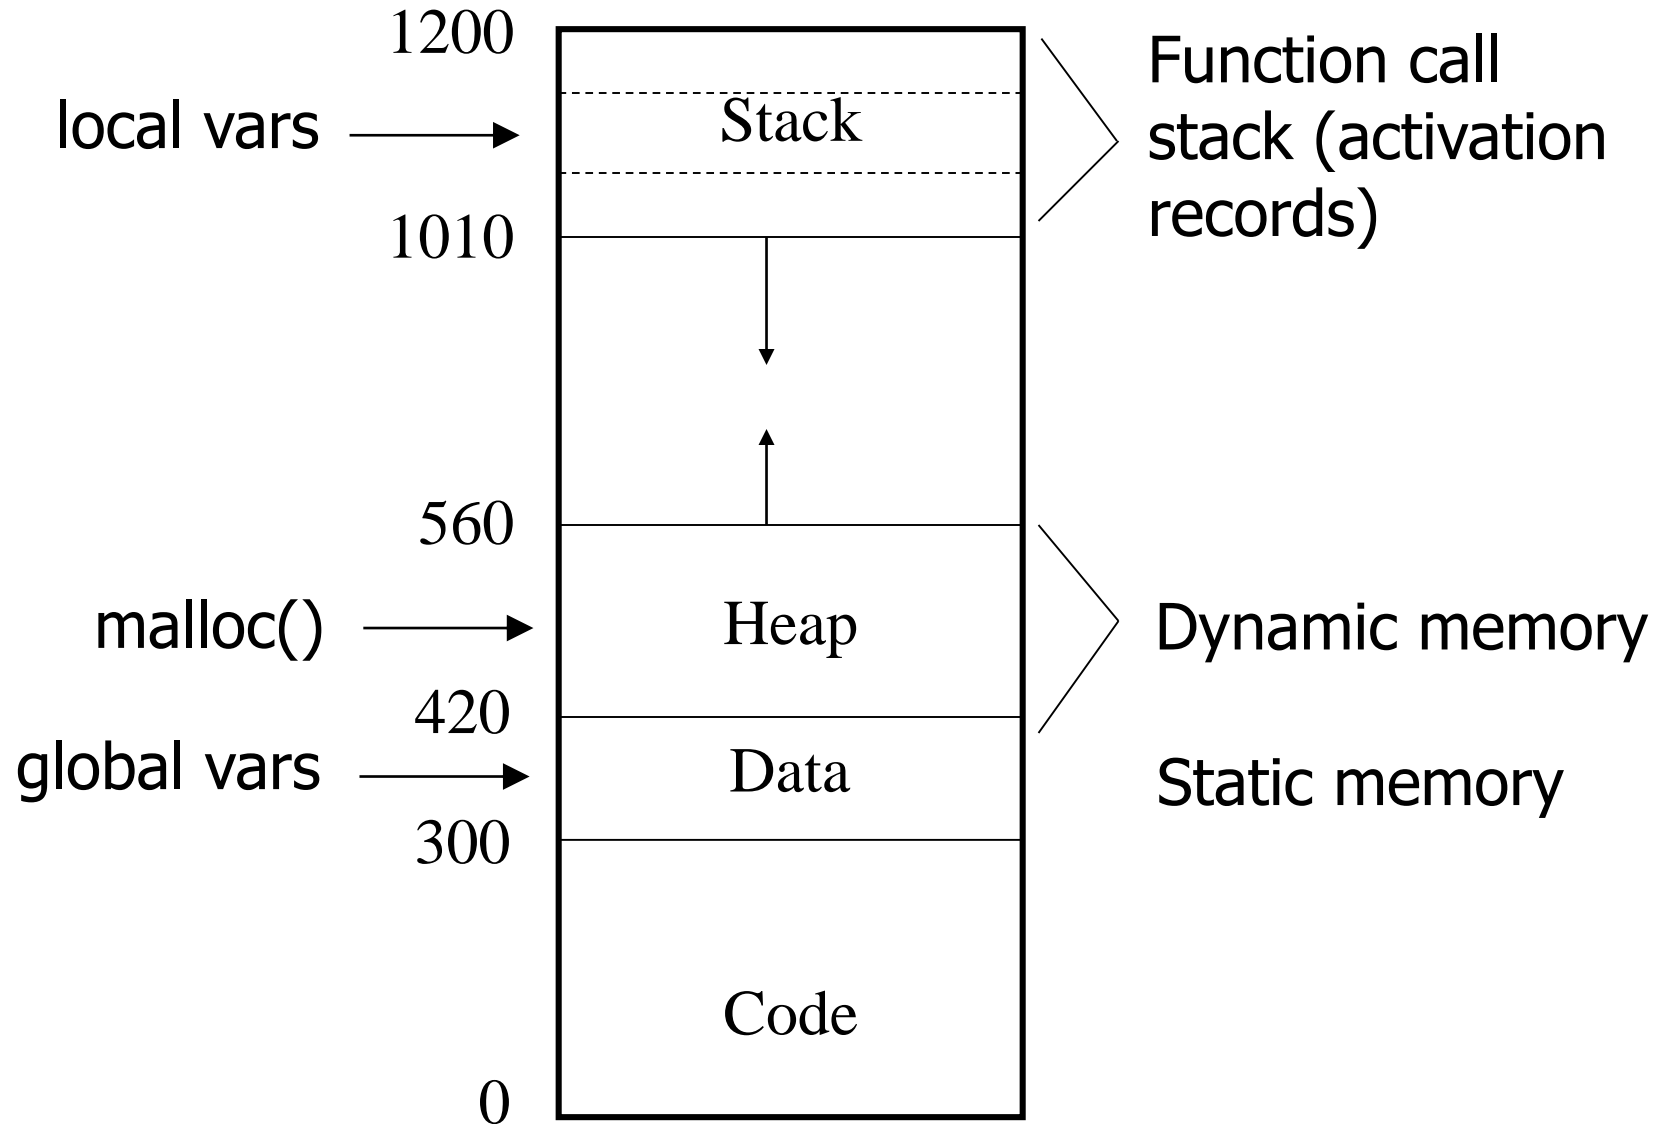 1200
Function call
local vars
Stack
stack (activation
records)
1010
560
malloc()
Heap
Dynamic memory
420
global vars
Data
Static memory
300
Code
0